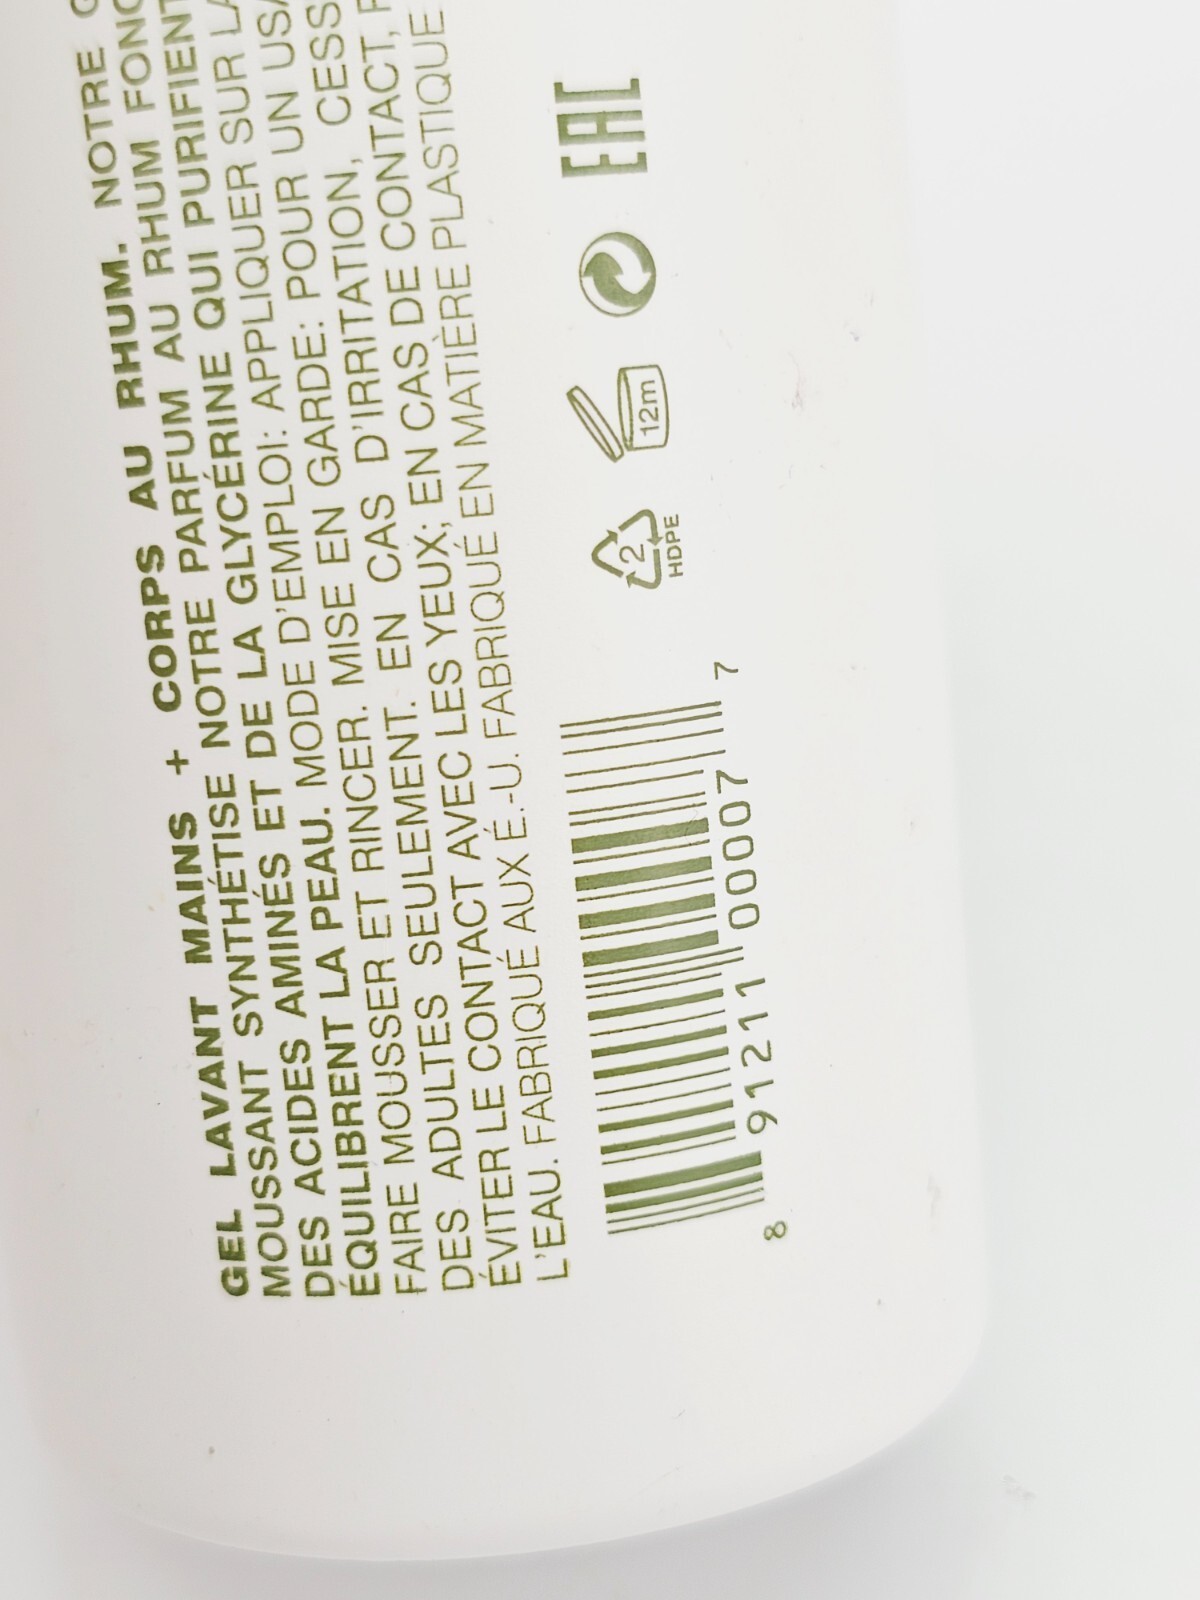 GEL LAVANT MAINS + CORPS AU RHUM. NOTRE
MOUSSANT SYNTHÉTISE NOTRE PARFUM AU RHUM
DES ACIDES AMINÉS ET DE LA GLYCÉRINE QUI PURIFIENT
ÉQUILIBRENT LA PEAU. MODE D'EMPLOI: APPLIQUER SUR LA
FAIRE MOUSSER ET RINCER. MISE EN GARDE: POUR UN
DES ADULTES SEULEMENT. EN CAS D'IRRITATION,
ÉVITER LE CONTACT AVEC LES YEUX; EN CAS DE CONTACT,
L'EAU. FABRIQUÉ AUX É.-U. FABRIQUÉ EN MATIÈRE PLASTIQUE
8 91211 00007 7
2
HDPE
12m
EAC